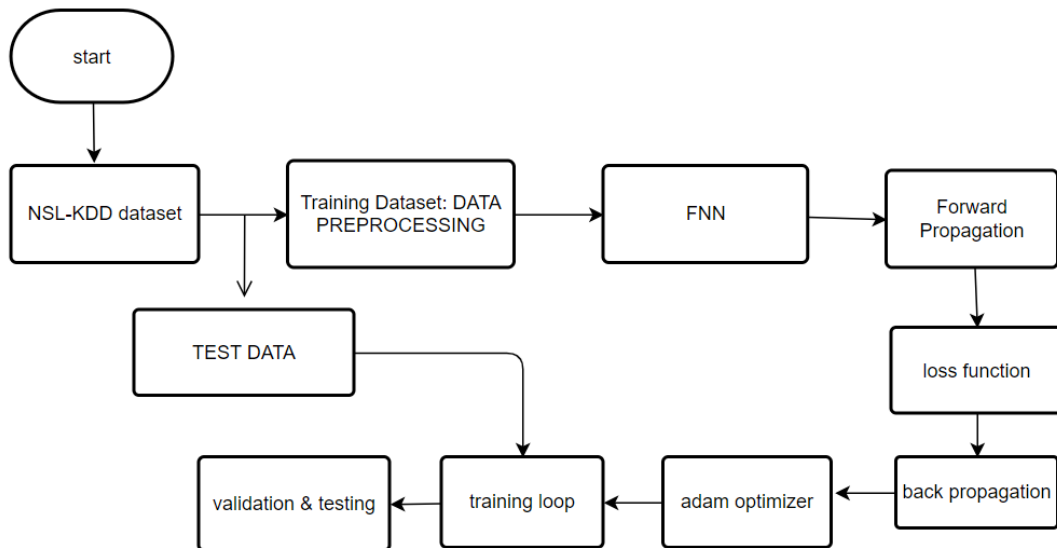 start
NSL-KDD dataset
Training Dataset: DATA
PREPROCESSING
FNN
Forward
Propagation
TEST DATA
loss function
validation & testing
training loop
adam optimizer
back propagation